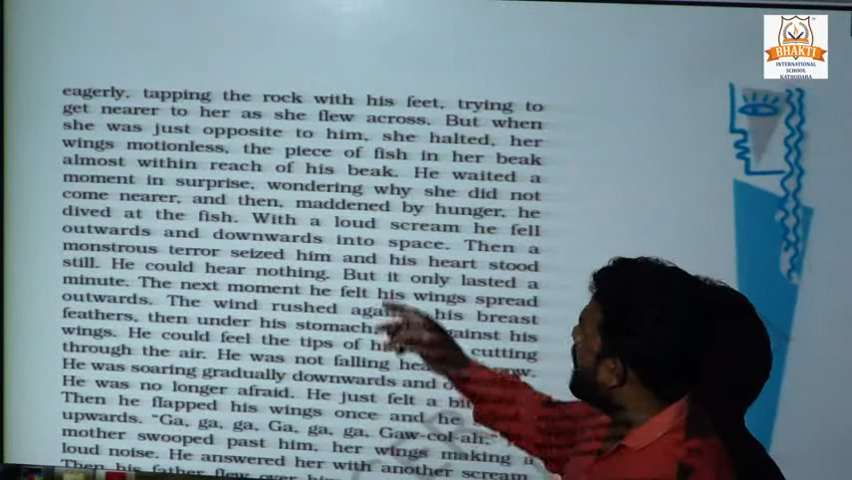 BHAKTI
INTERNATIONAL
SCHOOL
KATHODARA
eagerly, tapping the rock with his feet, trying to
get nearer to her as she flew across. But when
she was just opposite to him, she halted, her
wings motionless, the piece of fish in her beak
almost within reach of his beak. He waited a
moment in surprise, wondering why she did not
come nearer, and then, maddened by hunger, he
dived at the fish. With a loud scream he fell
outwards and downwards into space. Then a
monstrous terror seized him and his heart stood
still. He could hear nothing. But it only lasted a
minute. The next moment he felt his wings spread
outwards. The wind rushed his breast
feathers, then under his stomach, against his
wings. He could feel the tips of cutting
through the air. He was not falling
He was soaring gradually downwards and
He was no longer afraid. He just felt a
Then he flapped his wings once and he
upwards. "Ga, ga, ga, Ga, ga, ga, Gaw-col-ah,"
mother swooped past him, her wings making a
loud noise. He answered her with another scream
Then his father flew over